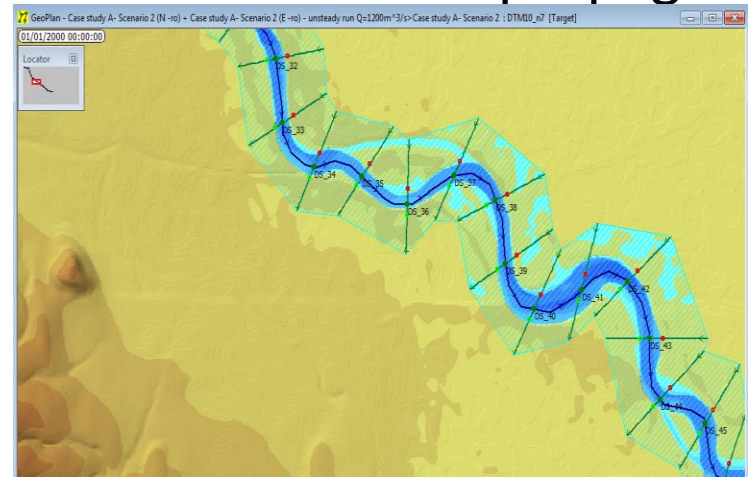 GeoPlan - Case study A- Scenario 2 (N -ro) + Case study A- Scenario 2 (E -ro) - unsteady run Q=1200m^3/s>Case study A- Scenario 2 : DTM10_n7 [Target]
01/01/2000 00:00:00
Locator
DS_32
DS_33
DS_34
DS_35
DS_36
DS_37
DS_38
DS_39
DS_40
DS_41
DS_42
DS_43
DS_44
DS_45